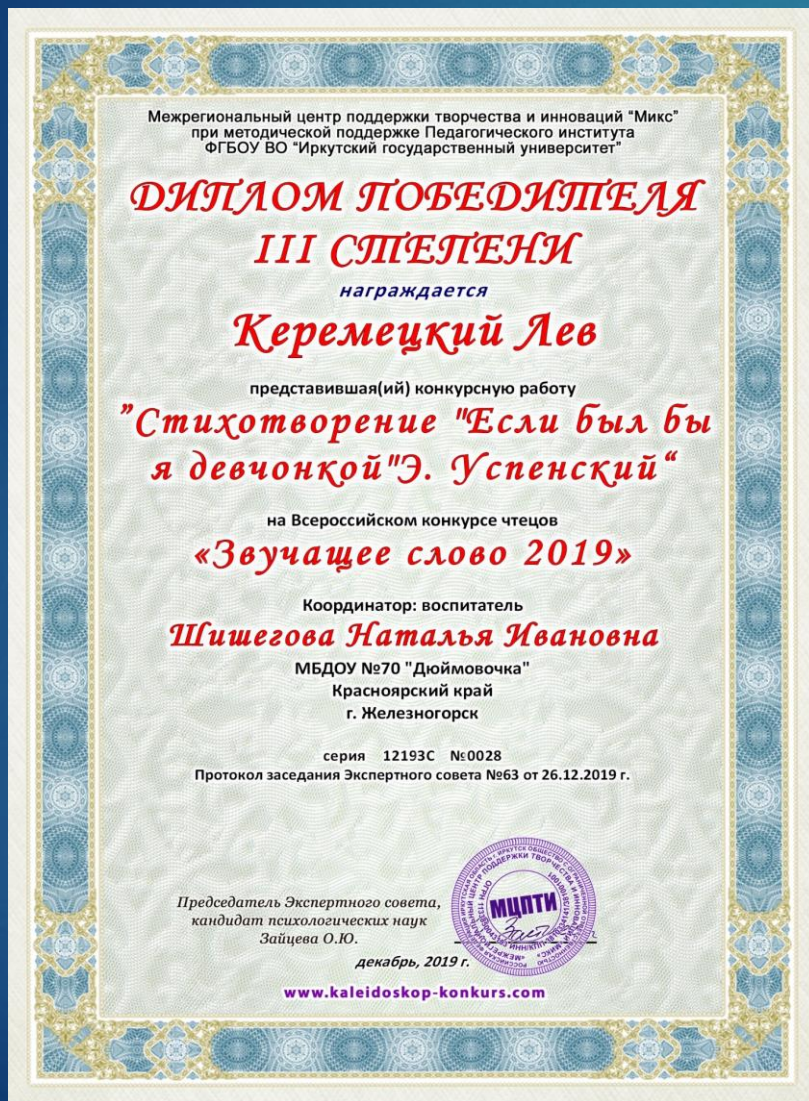 Межрегиональный центр поддержки творчества и инноваций "Микс"
при методической поддержке Педагогического института
ФГБОУ ВО "Иркутский государственный университет"
ДИПЛОМ ПОБЕДИТЕЛЯ
III СТЕПЕНИ
награждается
Керемецкий Лев
представившая(ий) конкурсную работу
"Стихотворение "Если был бы
я девчонкой"Э. Успенский"
на Всероссийском конкурсе чтецов
«Звучащее слово 2019»
Координатор: воспитатель
Шишегова Наталья Ивановна
МБДОУ №70 "Дюймовочка"
Красноярский край
г. Железногорск
серия 12193С №0028
Протокол заседания Экспертного совета №63 от 26.12.2019 г.
Председатель Экспертного совета,
кандидат психологических наук
Зайцева О.Ю.
МЦПТИ
декабрь, 2019 г.
www.kaleidoskop-konkurs.com